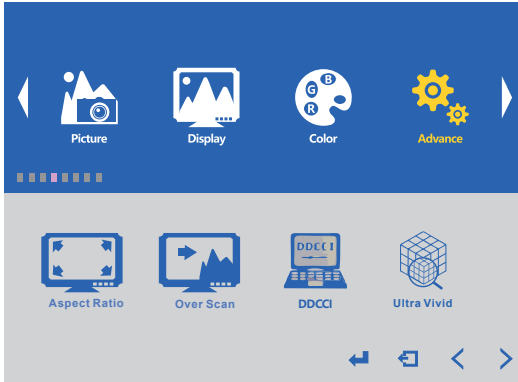 B
G
R
Picture Display Color Advance
DDCCI
Aspect Ratio Over Scan DDCCI Ultra Vivid